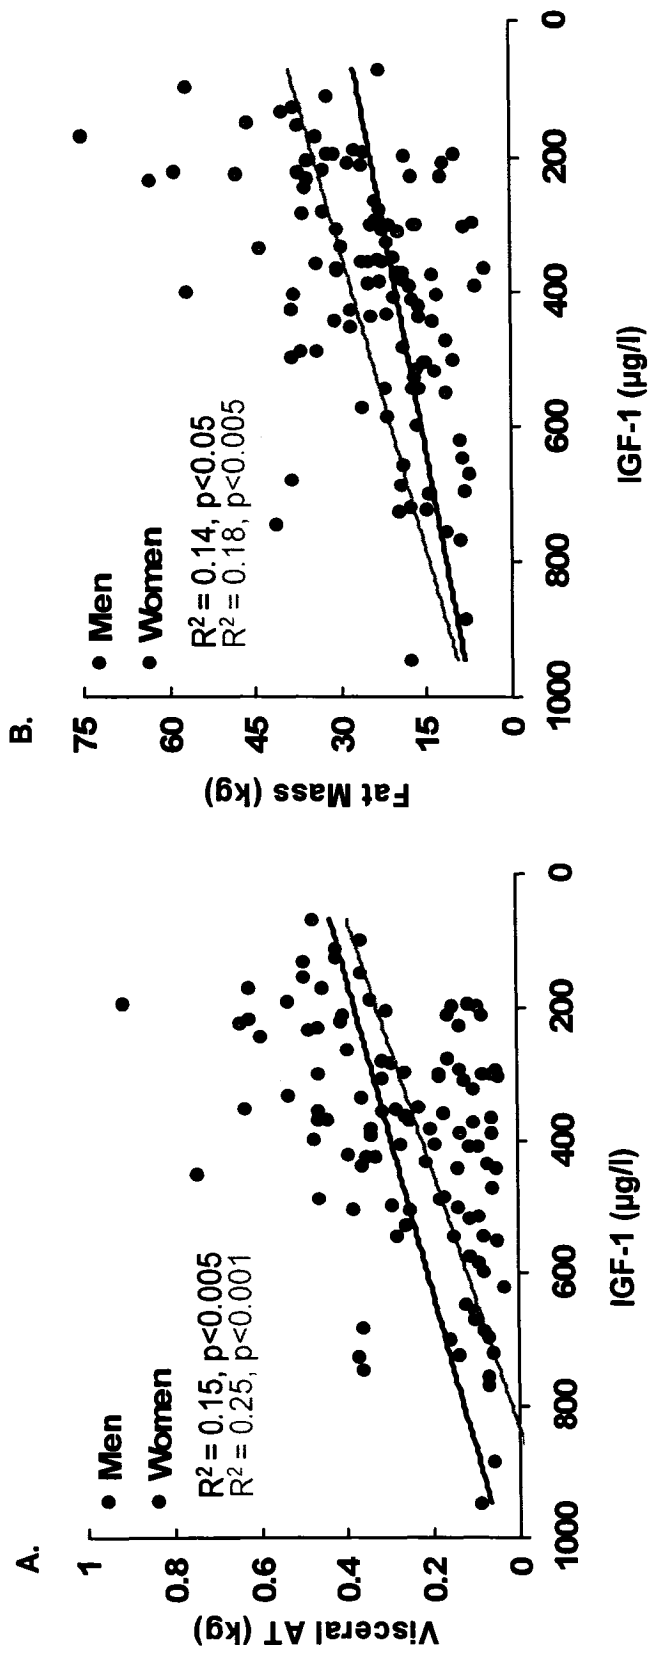 A.
Visceral AT (kg)
1
0.8
0.6
0.4
0.2
0
Men
Women
R² = 0.15, p<0.005
R² = 0.25, p<0.001
1000
800
600
400
200
0
IGF-1 (µg/l)
B.
Fat Mass (kg)
75
60
45
30
15
0
Men
Women
R² = 0.14, p<0.05
R² = 0.18, p<0.005
1000
800
600
400
200
0
IGF-1 (µg/l)